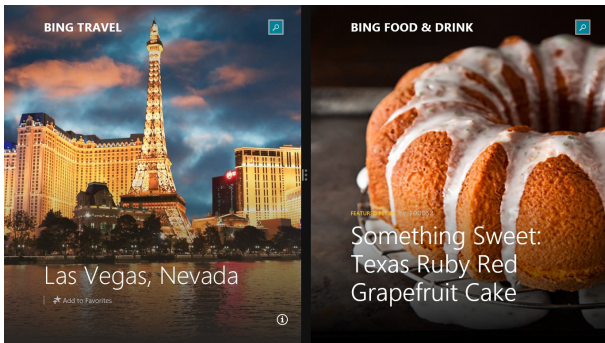 BING TRAVEL
Las Vegas, Nevada
Add to Favorites
BING FOOD & DRINK
Something Sweet:
Texas Ruby Red
Grapefruit Cake